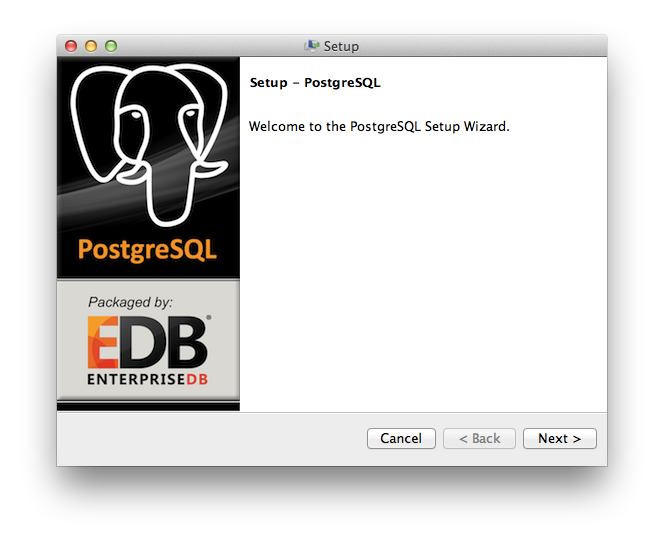 Setup
Setup - PostgreSQL
Welcome to the PostgreSQL Setup Wizard.
PostgreSQL
Packaged by:
EDB®
ENTERPRISEDB
Cancel
< Back
Next >